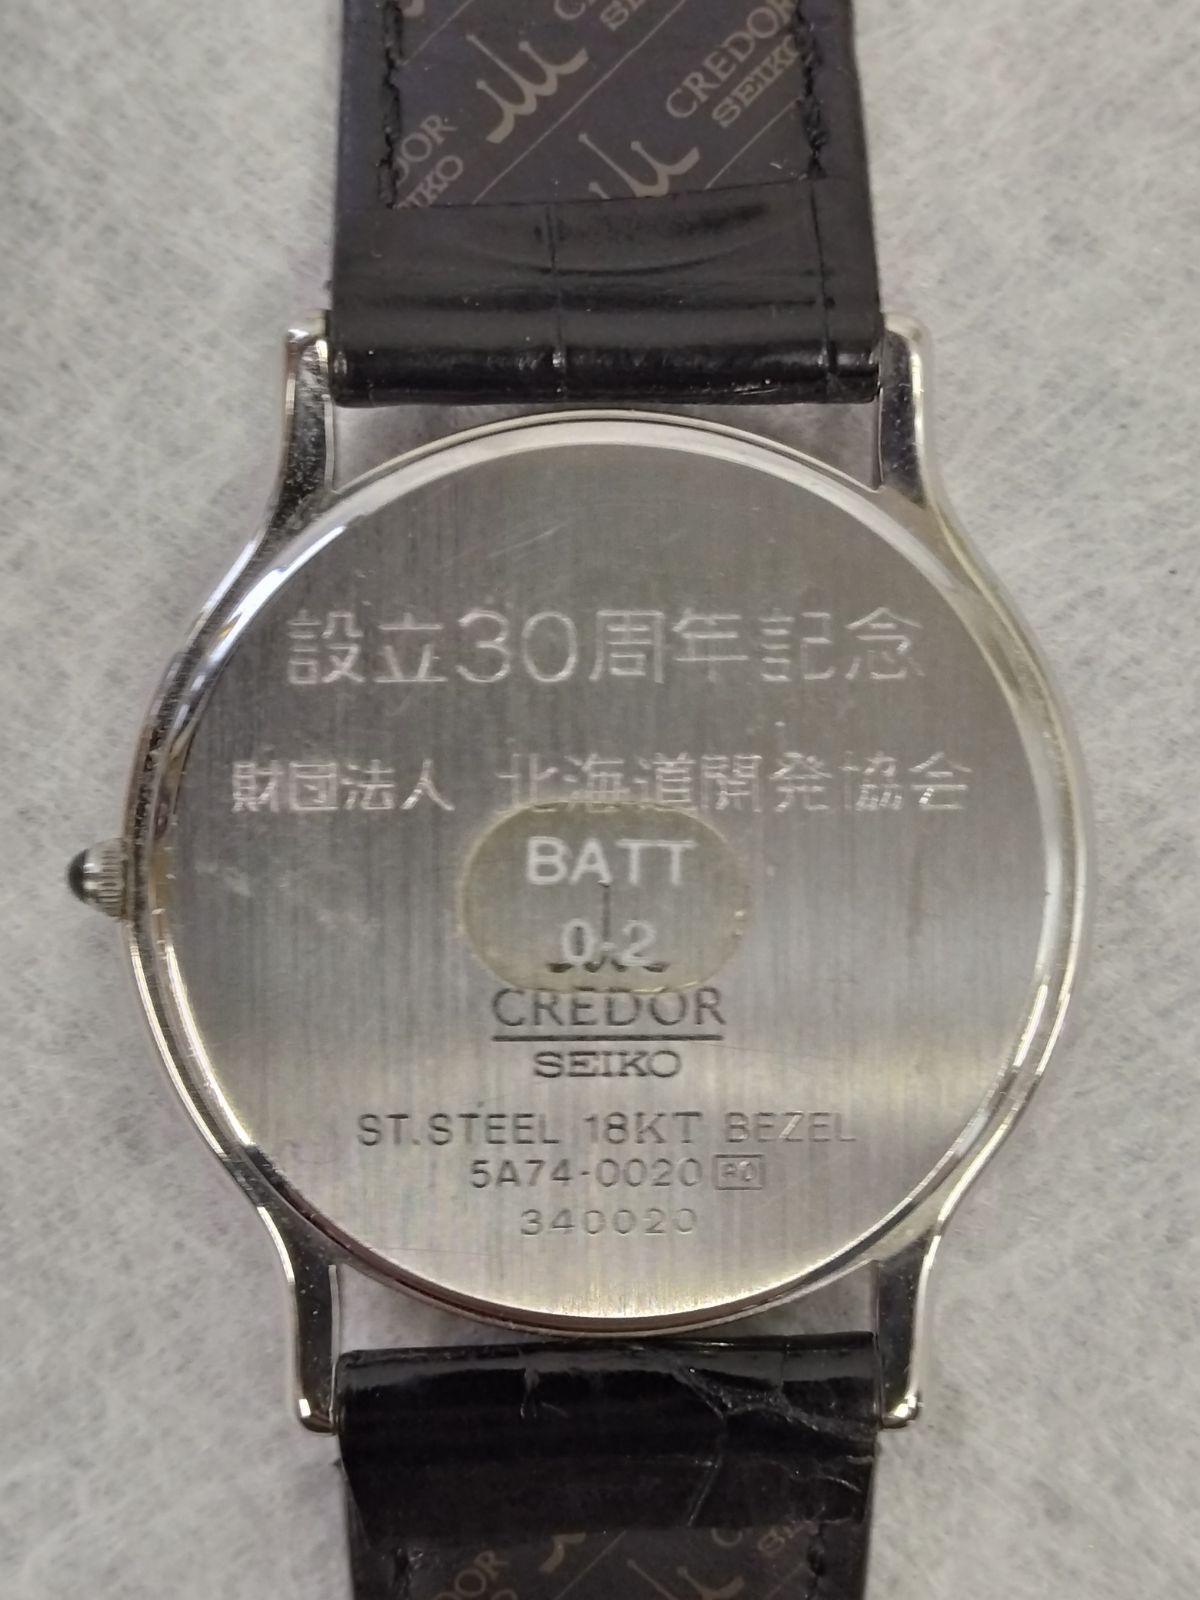 CREDOR
SEIKO
CREDOR
SEIKO
設立30周年記念
財団法人 北海道開発協会
BATT
0.2
CREDOR
SEIKO
ST.STEEL 18KT BEZEL
5A74-0020
340020